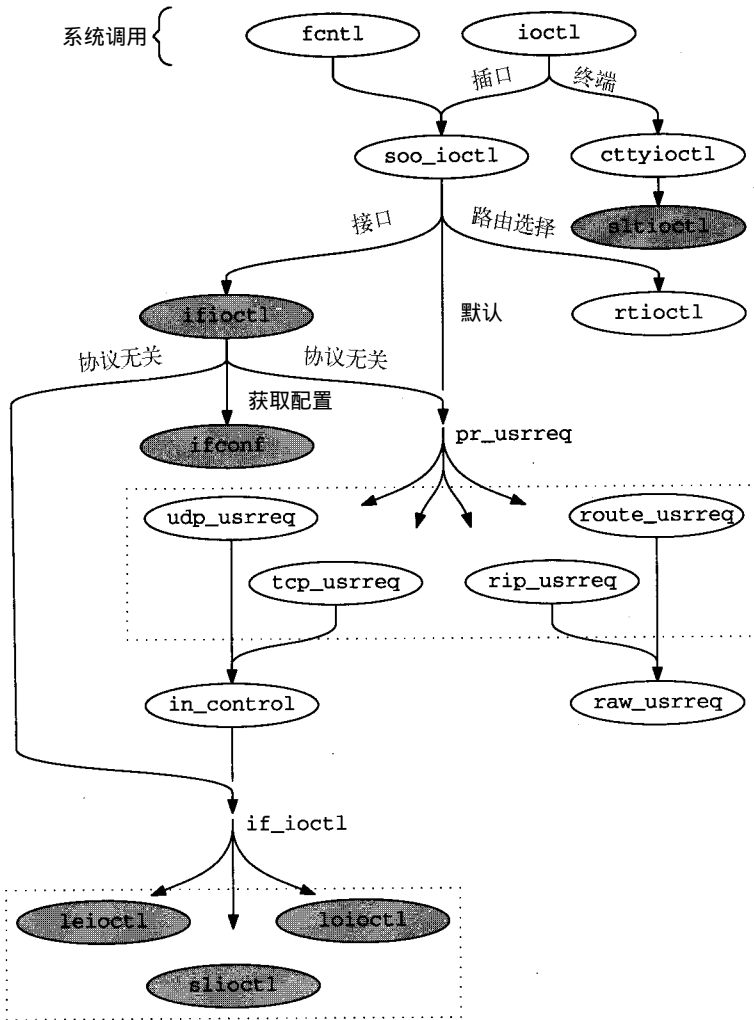 系统调用
fcntl
ioctl
插口
终端
soo_ioctl
cttyioctl
sltioctl
接口
路由选择
ifioctl
默认
rtioctl
协议无关
协议无关
获取配置
ifconf
pr_usrreq
udp_usrreq
route_usrreq
tcp_usrreq
rip_usrreq
in_control
raw_usrreq
if_ioctl
leioctl
loioctl
slioctl